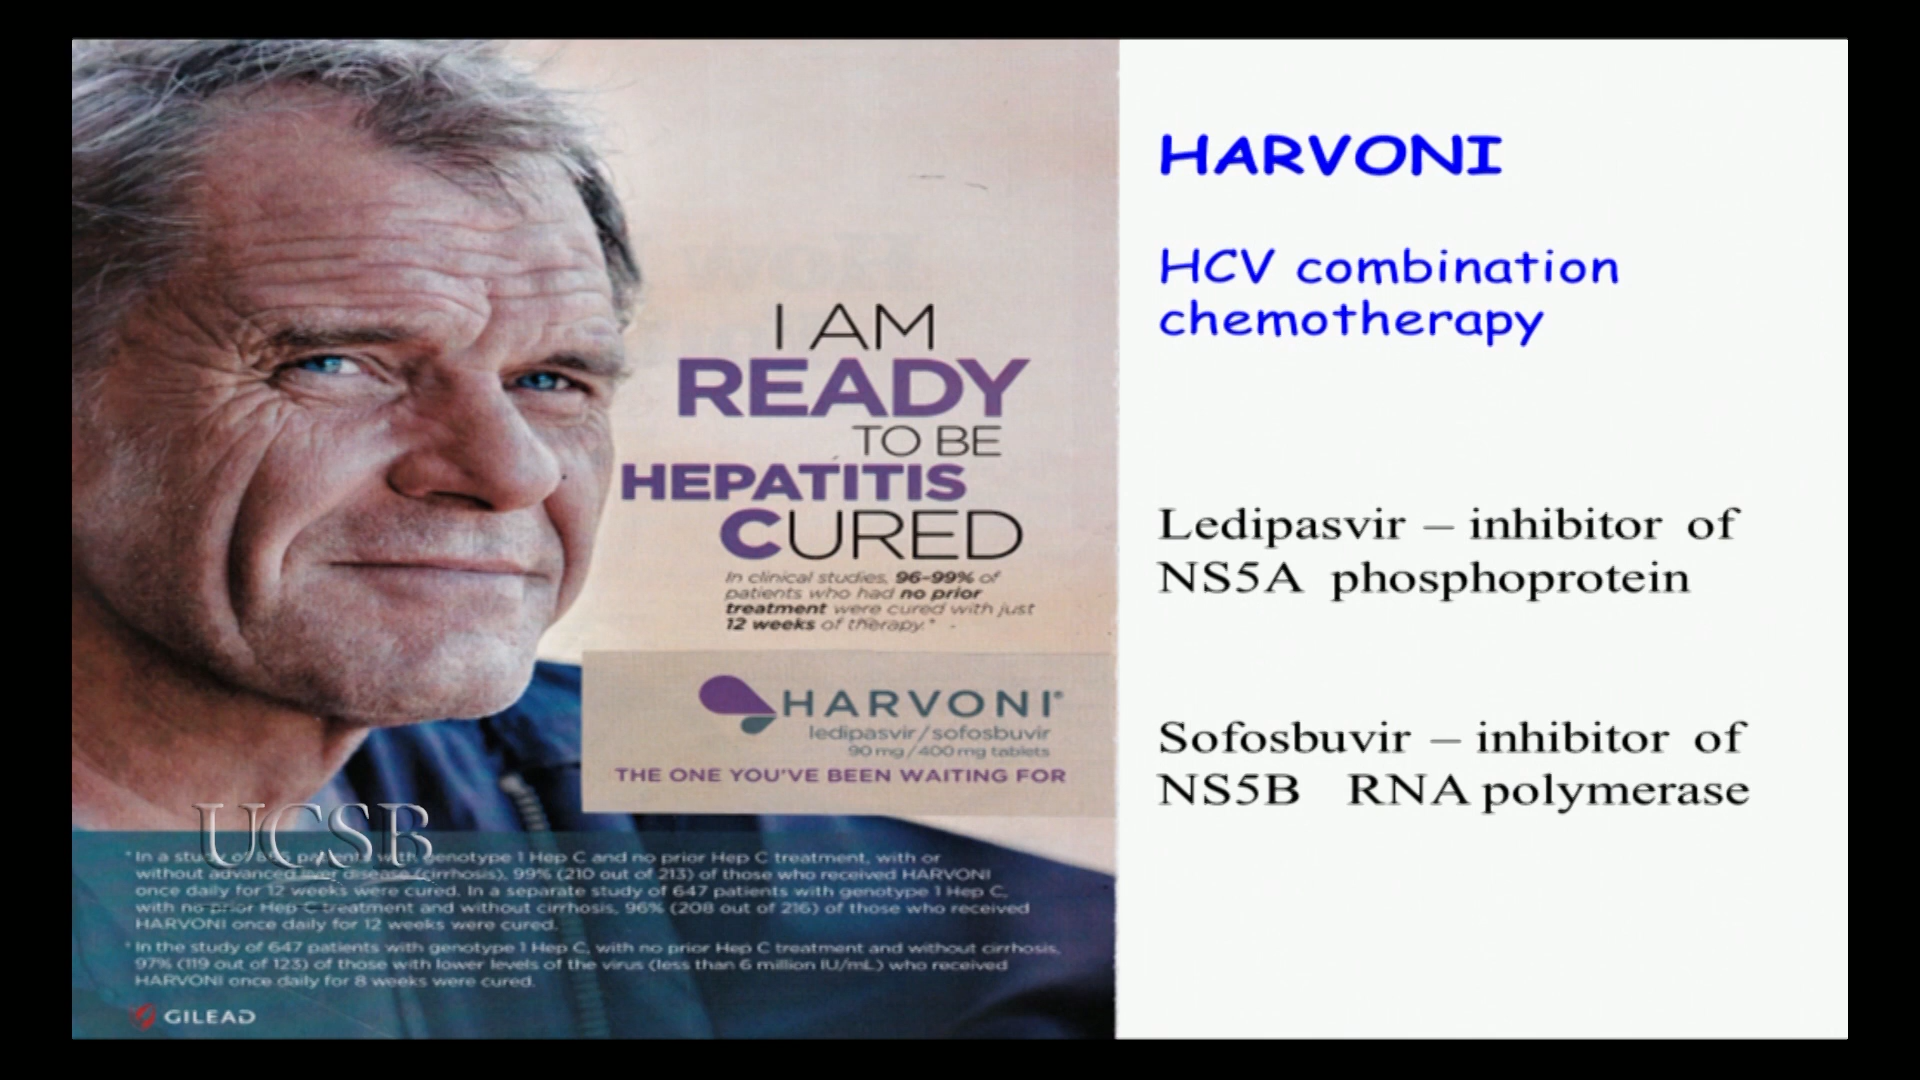 I AM
READY
TO BE
HEPATITIS
CURED
In clinical studies, 96-99% of
patients who had no prior
treatment were cured with just
12 weeks of therapy.*
HARVONI®
ledipasvir/sofosbuvir
90 mg/400 mg tablets
THE ONE YOU'VE BEEN WAITING FOR
UCSB
*In a study of 865 patients with genotype 1 Hep C and no prior Hep C treatment, with or
without advanced liver disease (cirrhosis), 99% (210 out of 213) of those who received HARVONI
once daily for 12 weeks were cured. In a separate study of 647 patients with genotype 1 Hep C,
with no prior Hep C treatment and without cirrhosis, 96% (208 out of 216) of those who received
HARVONI once daily for 12 weeks were cured.
*In the study of 647 patients with genotype 1 Hep C, with no prior Hep C treatment and without cirrhosis,
97% (119 out of 123) of those with lower levels of the virus (less than 6 million IU/mL) who received
HARVONI once daily for 8 weeks were cured.
GILEAD
HARVONI
HCV combination
chemotherapy
Ledipasvir – inhibitor of
NS5A phosphoprotein
Sofosbuvir – inhibitor of
NS5B RNA polymerase